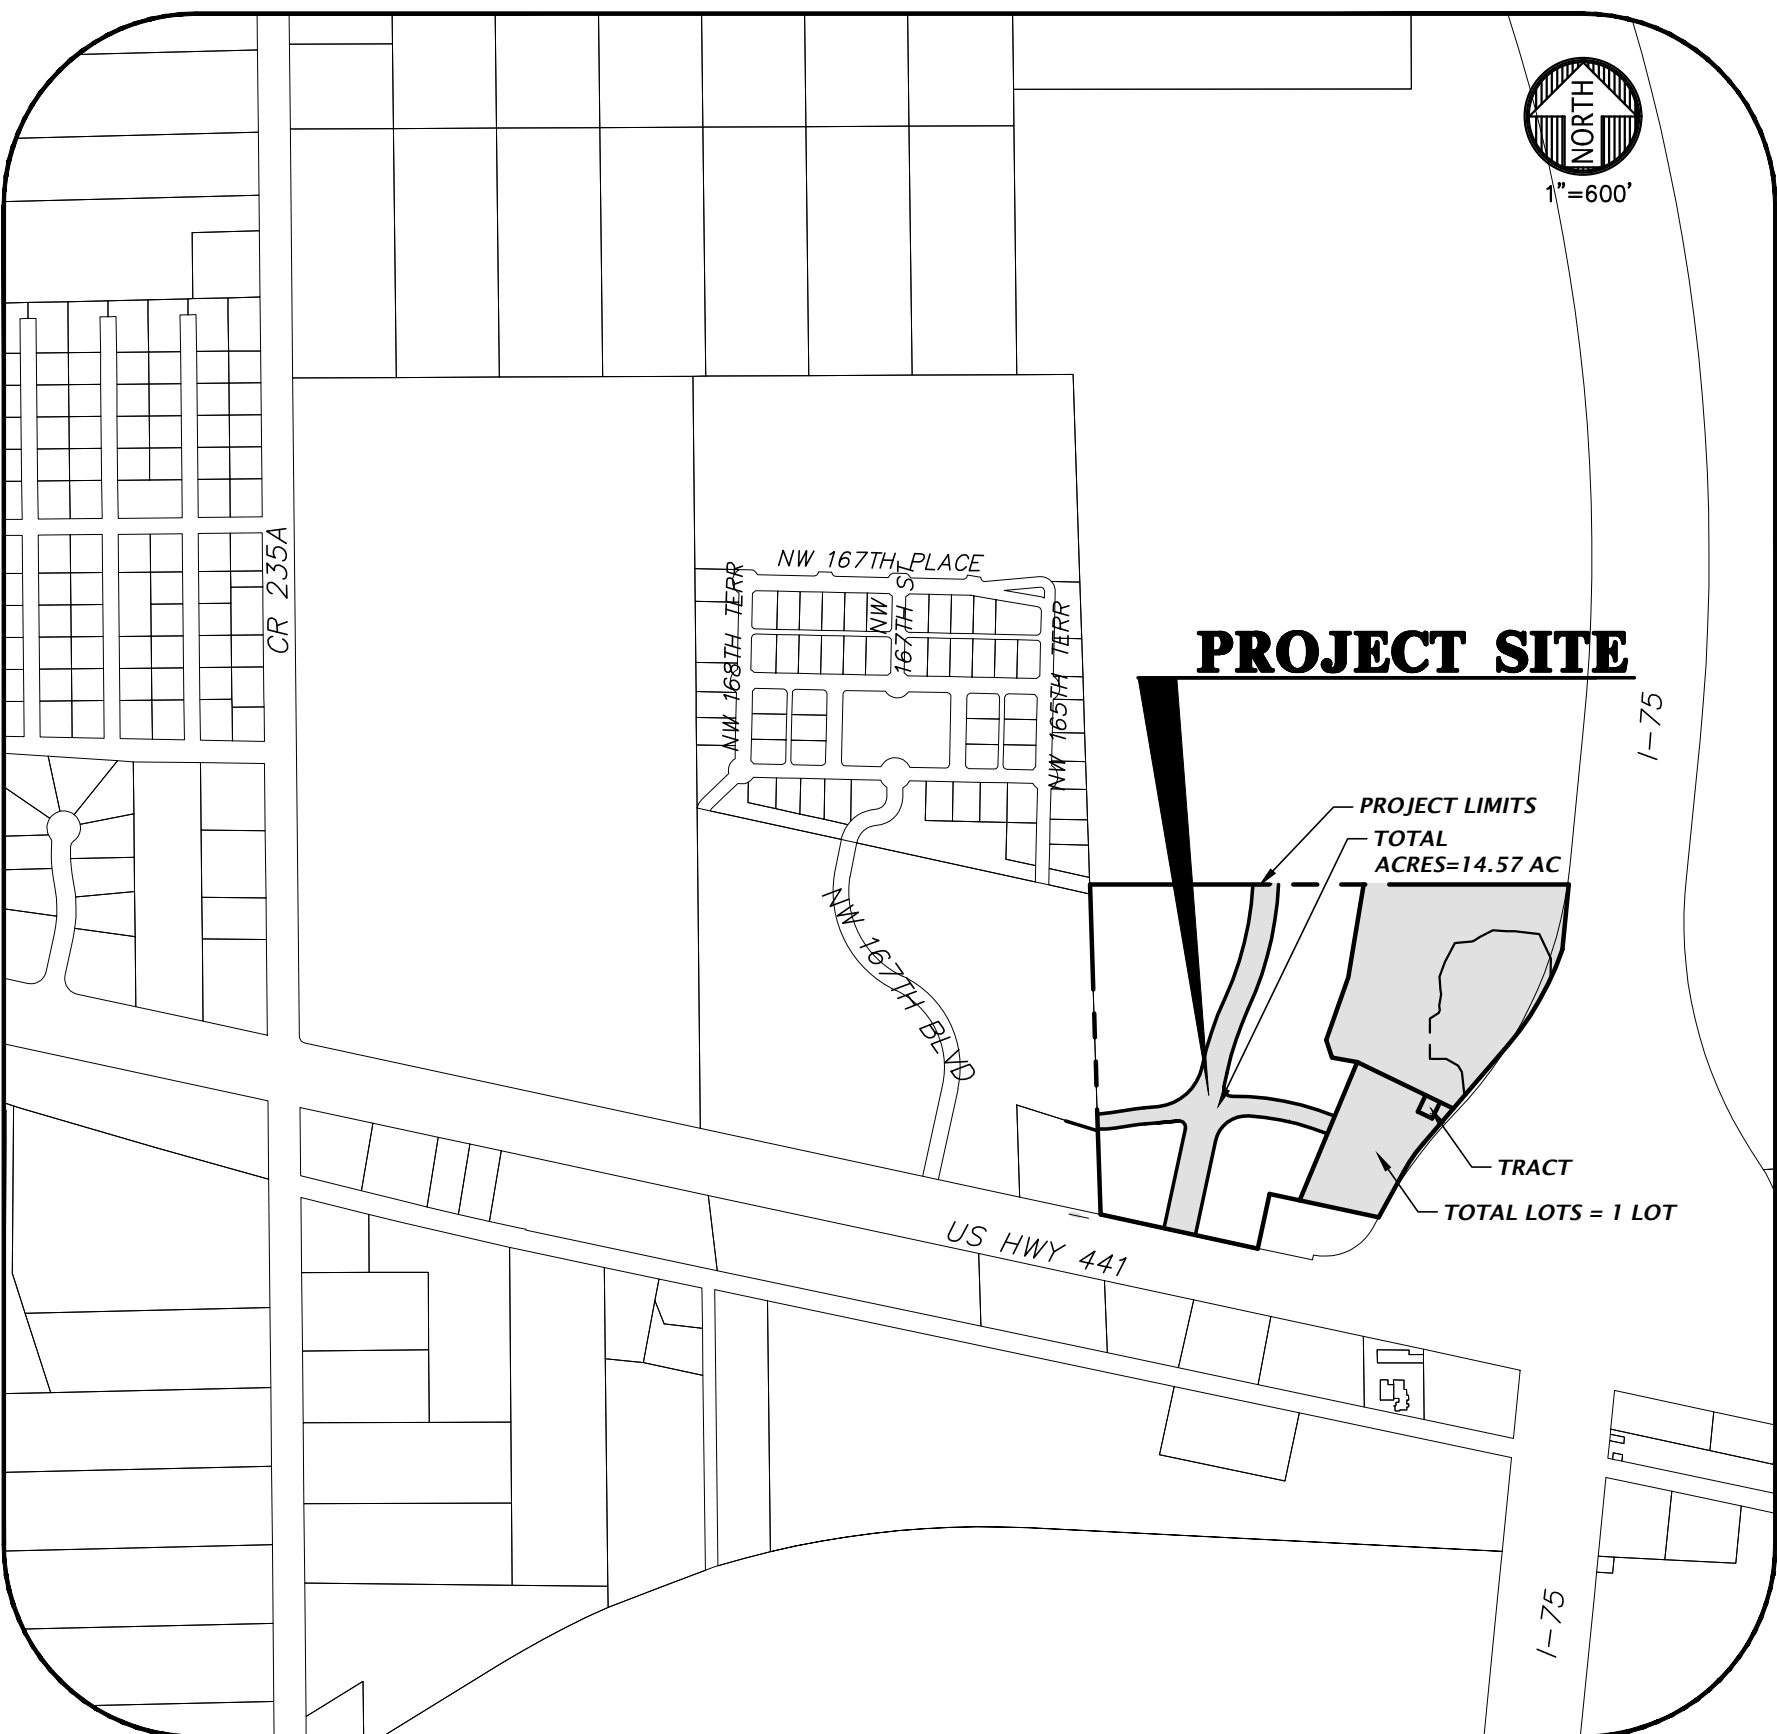 NORTH
1"=600'
CR 235A
NW 167TH PLACE
NW 168TH TERR
NW
167TH ST
NW 165TH TERR
PROJECT SITE
I-75
PROJECT LIMITS
TOTAL
ACRES=14.57 AC
NW 167TH BLVD
TRACT
TOTAL LOTS = 1 LOT
US HWY 441
I-75